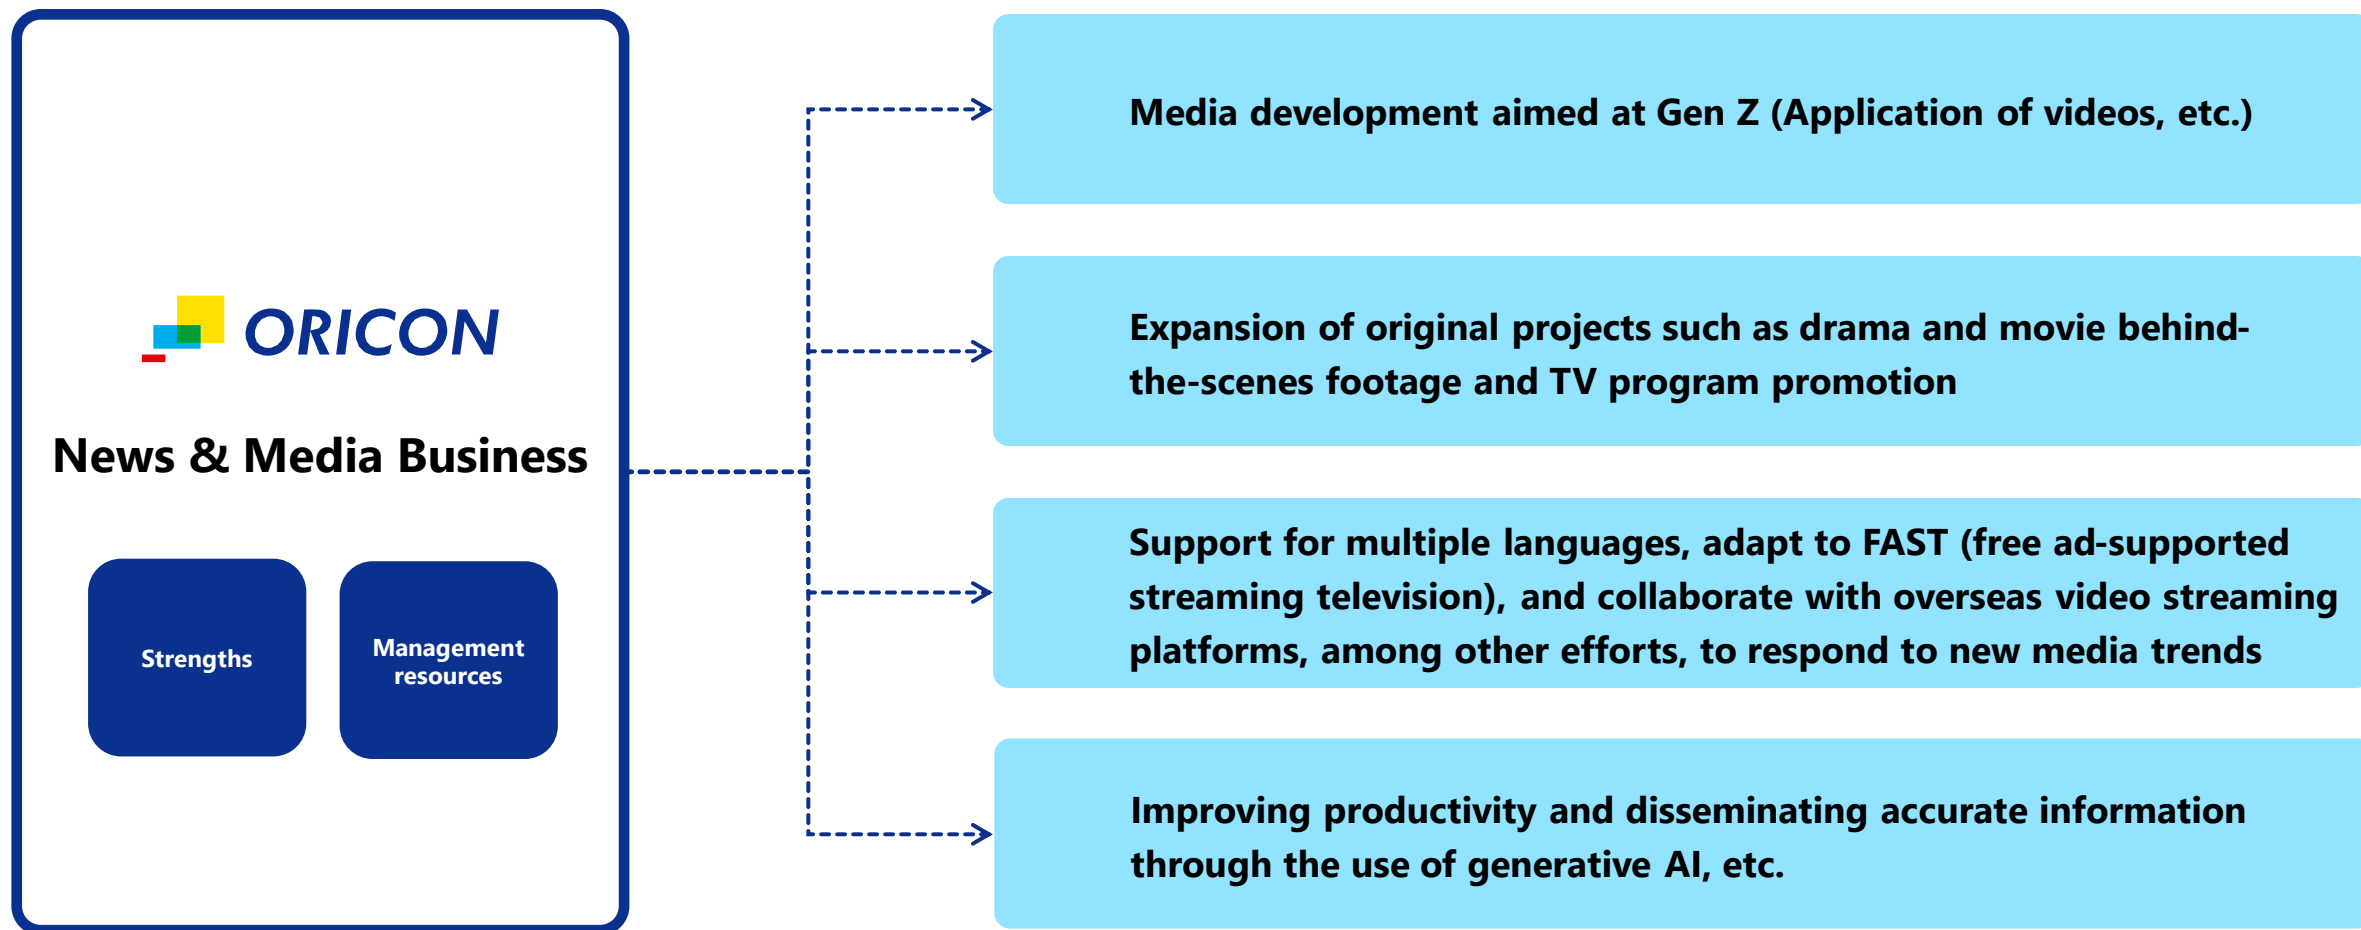 ORICON
News & Media Business
Strengths
Management
resources
Media development aimed at Gen Z (Application of videos, etc.)
Expansion of original projects such as drama and movie behind-
the-scenes footage and TV program promotion
Support for multiple languages, adapt to FAST (free ad-supported
streaming television), and collaborate with overseas video streaming
platforms, among other efforts, to respond to new media trends
Improving productivity and disseminating accurate information
through the use of generative AI, etc.